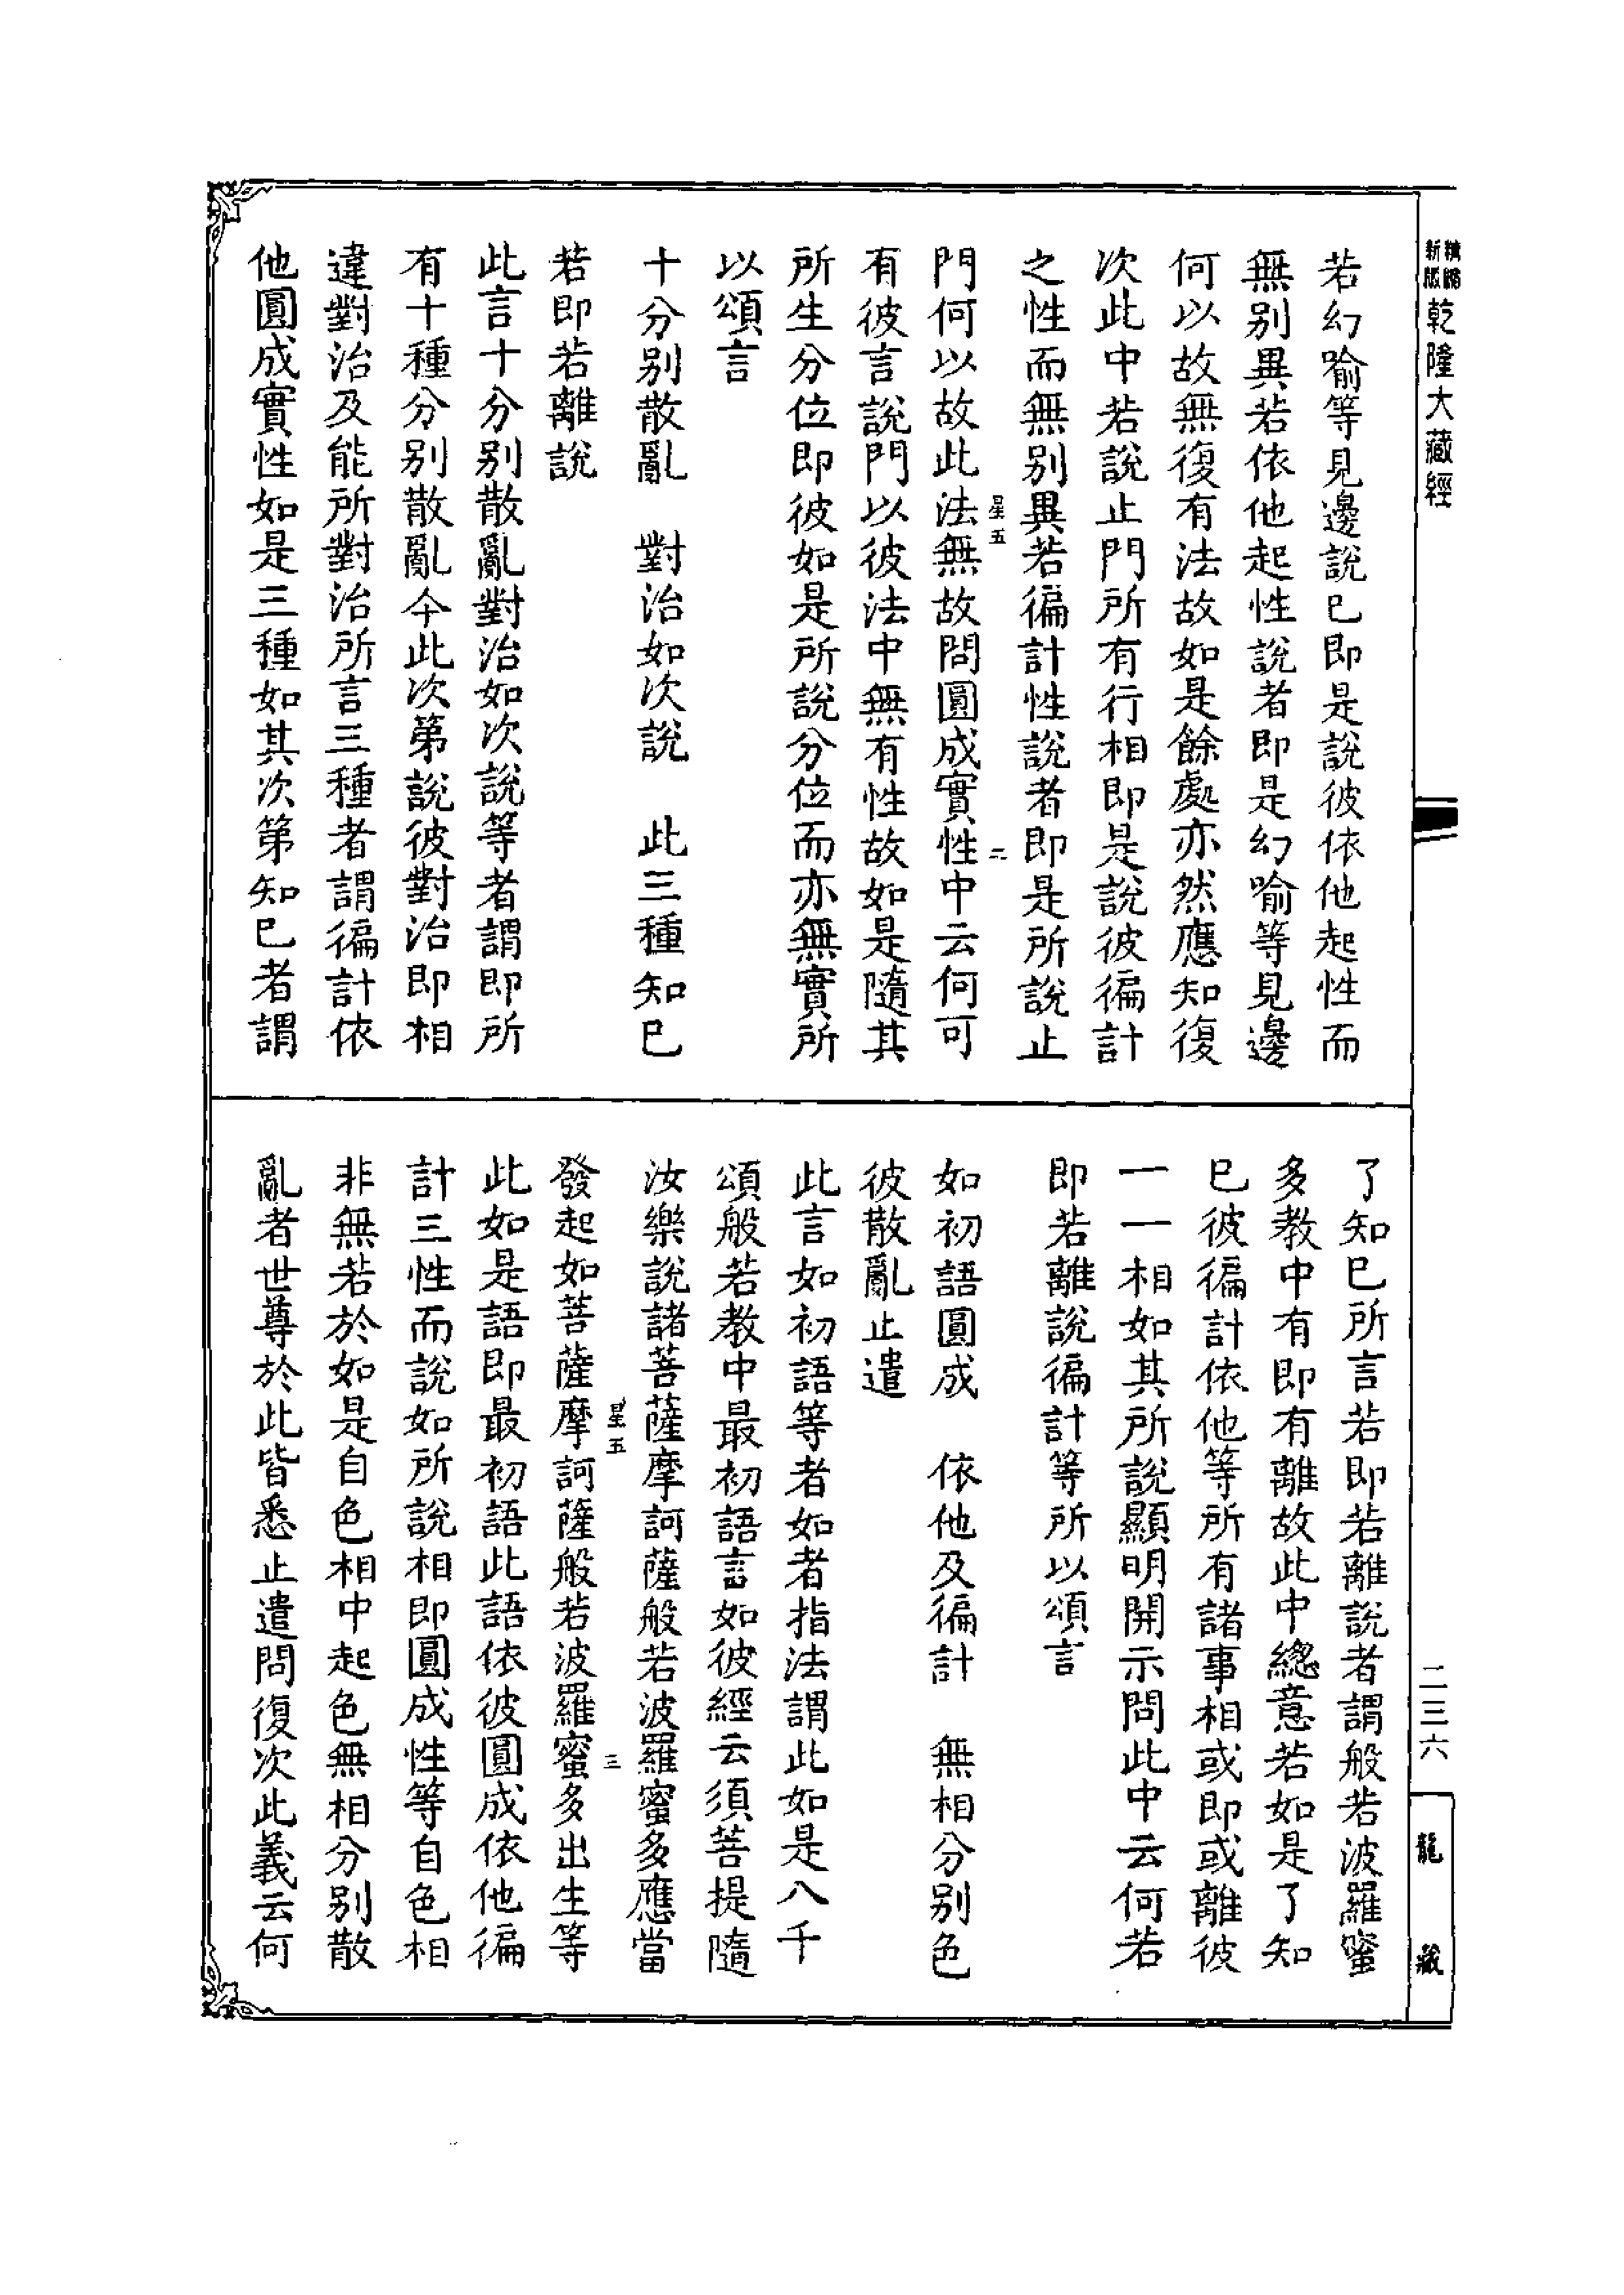 精縮新版乾隆大藏經
若幻喻等見邊說已即是說彼依他起性而
無別異若依他起性說者即是幻喻等見邊
何以故無復有法故如是餘處亦然應知復
次此中若說止門所有行相即是說彼徧計
之性而無別異若徧計性說者即是所說止
星五
二
門何以故此法無故問圓成實性中云何可
有彼言說門以彼法中無有性故如是隨其
所生分位即彼如是所說分位而亦無實所
以頌言
十分別散亂　對治如次說　此三種知已
若即若離說
此言十分別散亂對治如次說等者謂即所
有十種分別散亂今此次第說彼對治即相
違對治及能所對治所言三種者謂徧計依
他圓成實性如是三種如其次第知已者謂
了知已所言若即若離說者謂般若波羅蜜
多教中有即有離故此中總意若如是了知
已彼徧計依他等所有諸事相或即或離彼
一一相如其所說顯明開示問此中云何若
即若離說徧計等所以頌言
如初語圓成　依他及徧計　無相分別色
彼散亂止遣
此言如初語等者如者指法謂此如是八千
頌般若教中最初語言如彼經云須菩提隨
汝樂說諸菩薩摩訶薩般若波羅蜜多應當
星五
三
發起如菩薩摩訶薩般若波羅蜜多出生等
此如是語即最初語此語依彼圓成依他徧
計三性而說如所說相即圓成性等自色相
非無若於如是自色相中起色無相分別散
亂者世尊於此皆悉止遣問復次此義云何
二三六
龍藏